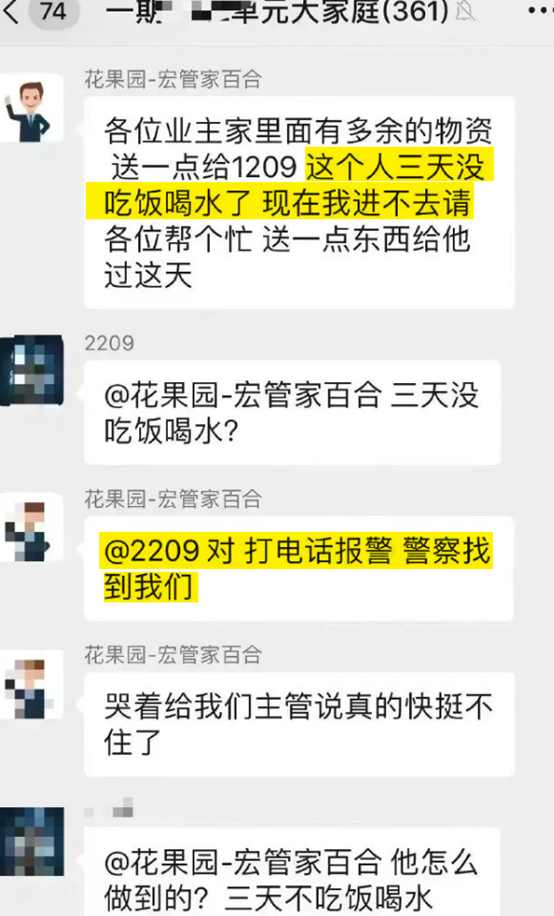 74
一期
单元大家庭(361)
花果园-宏管家百合
各位业主家里面有多余的物资
送一点给1209 这个人三天没
吃饭喝水了 现在我进不去请
各位帮个忙 送一点东西给他
过这天
2209
@花果园-宏管家百合 三天没
吃饭喝水?
花果园-宏管家百合
@2209 对 打电话报警 警察找
到我们
花果园-宏管家百合
哭着给我们主管说真的快挺不
住了
@花果园-宏管家百合 他怎么
做到的? 三天不吃饭喝水